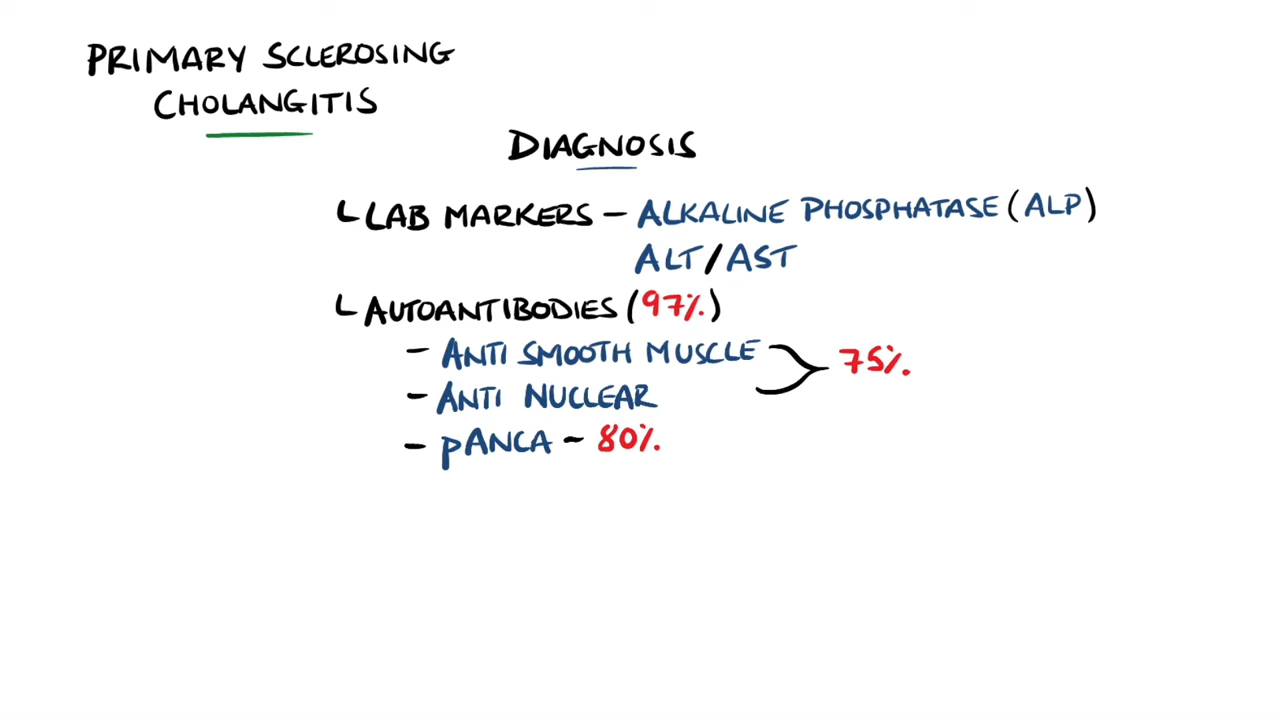 PRIMARY SCLEROSING
CHOLANGITIS
DIAGNOSIS
LAB MARKERS – ALKALINE PHOSPHATASE (ALP)
ALT/AST
AUTOANTIBODIES (97%)
– ANTI SMOOTH MUSCLE
75%
– ANTI NUCLEAR
– pANCA – 80%